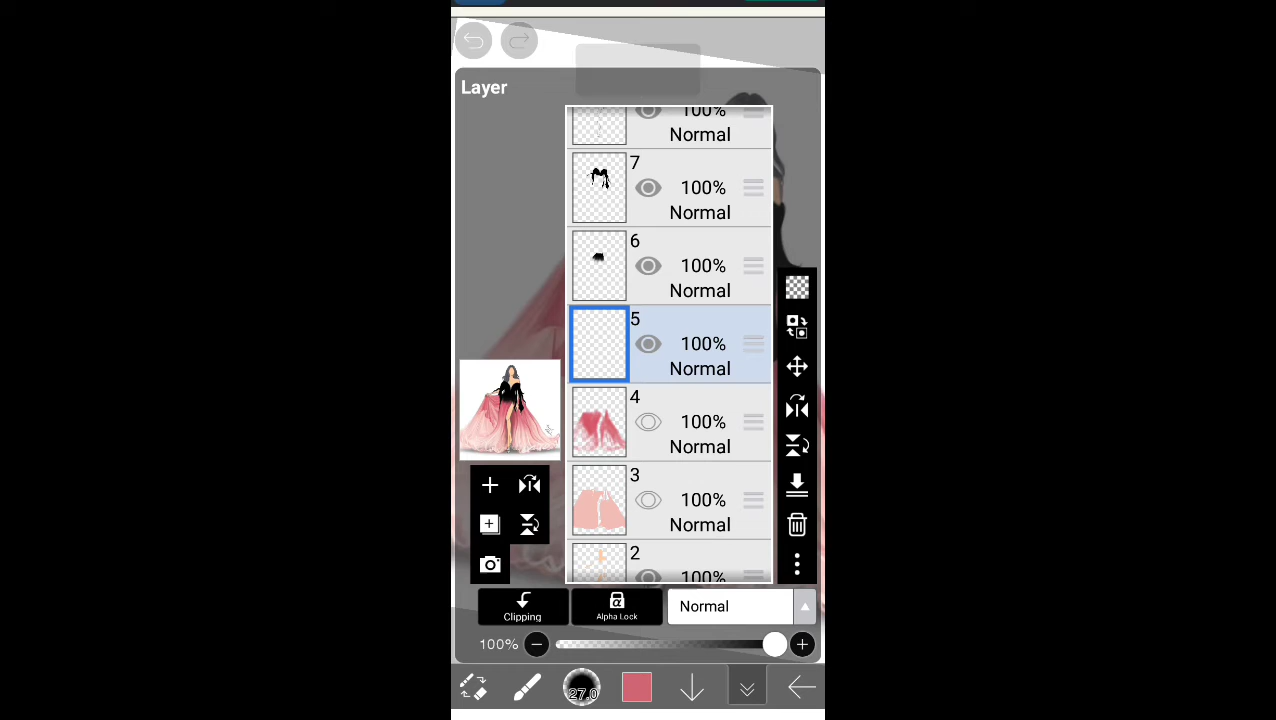 Layer
100%
Normal
7
100%
Normal
6
100%
Normal
5
100%
Normal
4
100%
Normal
3
100%
Normal
2
100%
Clipping
α
Alpha Lock
Normal
100%
27.0